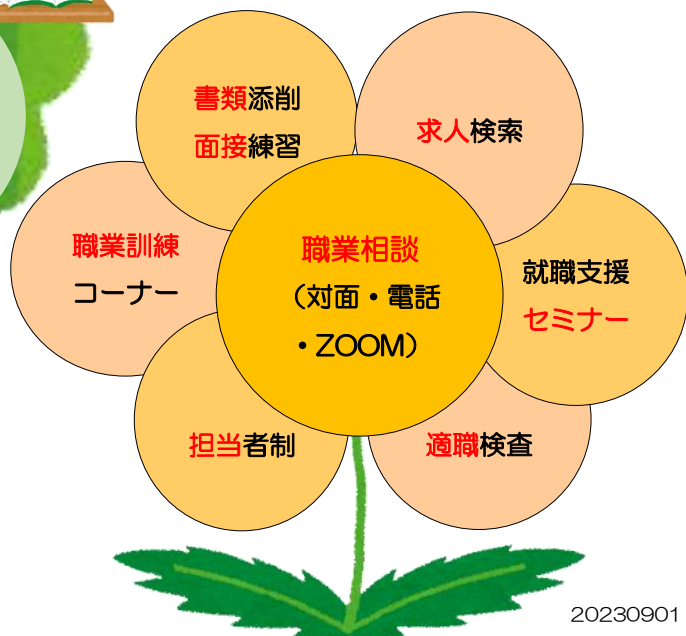 書類添削
面接練習
求人検索
職業訓練
コーナー
職業相談
（対面・電話
・ZOOM）
就職支援
セミナー
担当者制
適職検査
20230901